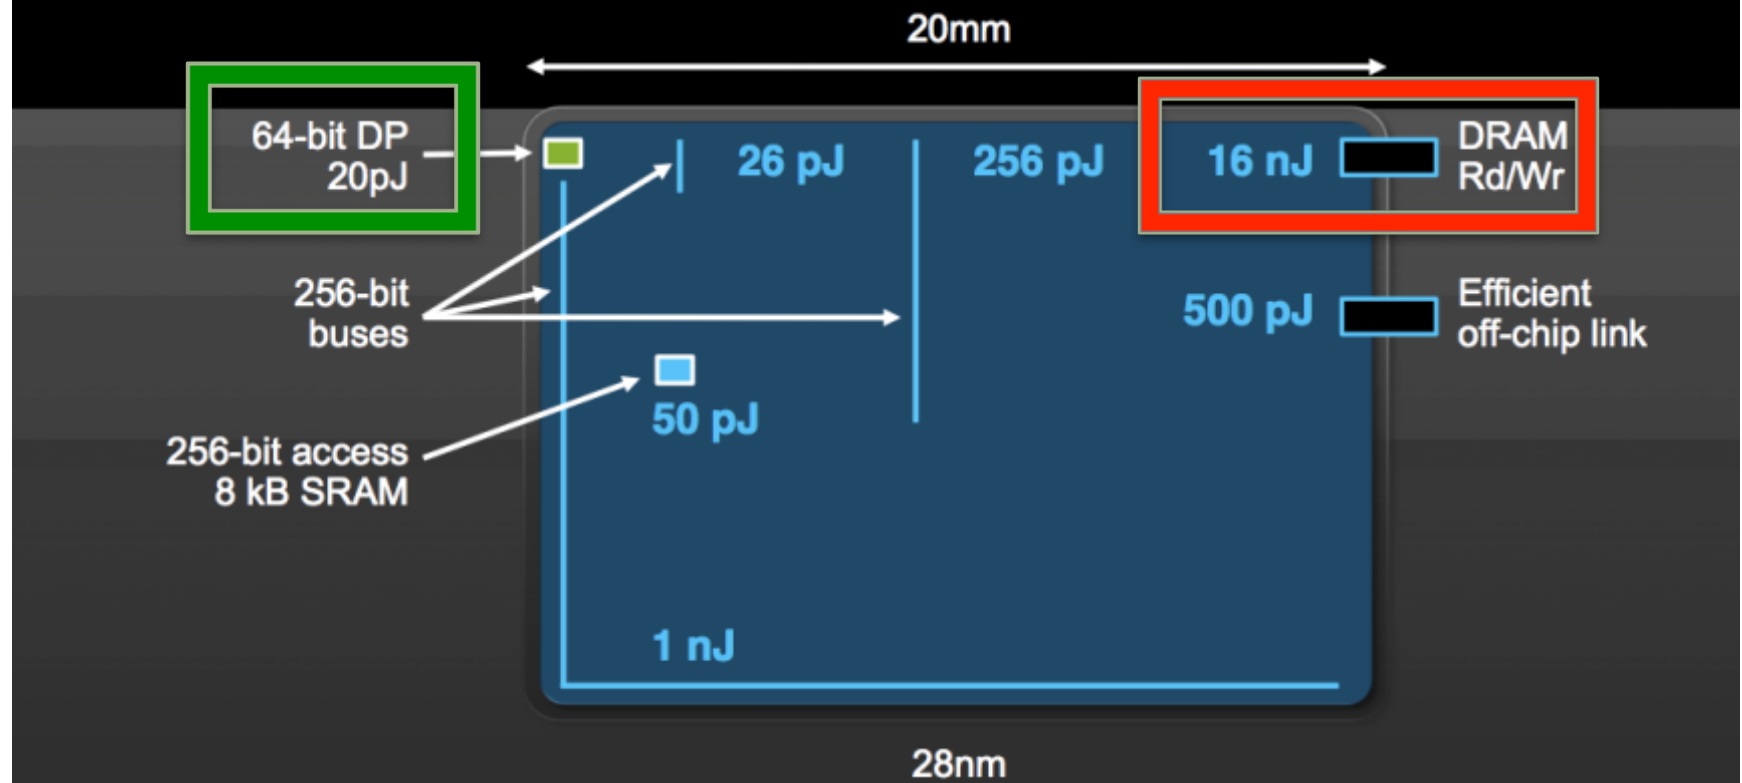 20mm
64-bit DP
20pJ
26 pJ
256 pJ
16 nJ
DRAM
Rd/Wr
256-bit
buses
500 pJ
Efficient
off-chip link
50 pJ
256-bit access
8 kB SRAM
1 nJ
28nm